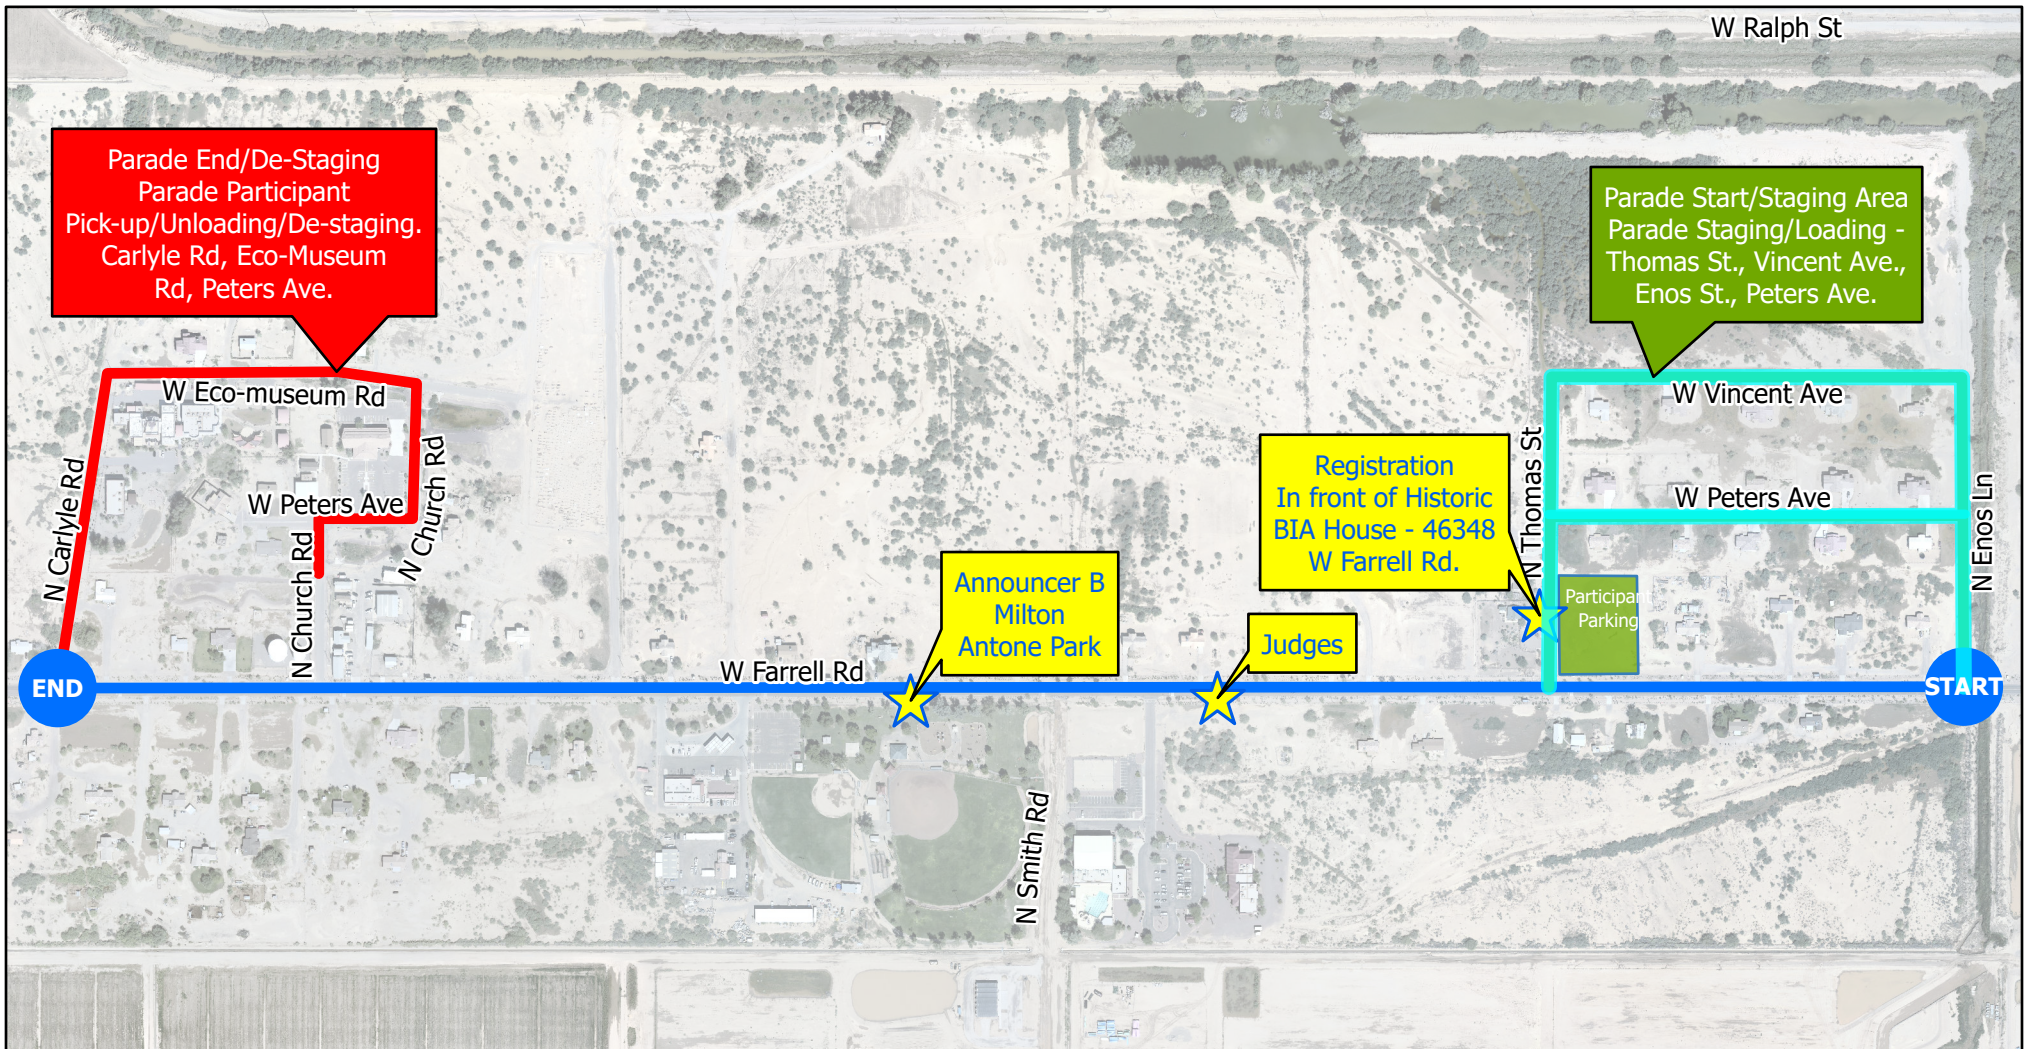 W Ralph St
Parade End/De-Staging
Parade Participant
Pick-up/Unloading/De-staging.
Carlyle Rd, Eco-Museum
Rd, Peters Ave.
Parade Start/Staging Area
Parade Staging/Loading -
Thomas St., Vincent Ave.,
Enos St., Peters Ave.
W Eco-museum Rd
W Vincent Ave
N Carlyle Rd
W Peters Ave
N Church Rd
N Church Rd
Registration
In front of Historic
BIA House - 46348
W Farrell Rd.
N Thomas St
W Peters Ave
N Enos Ln
Announcer B
Milton
Antone Park
Judges
Participant
Parking
W Farrell Rd
END
START
N Smith Rd